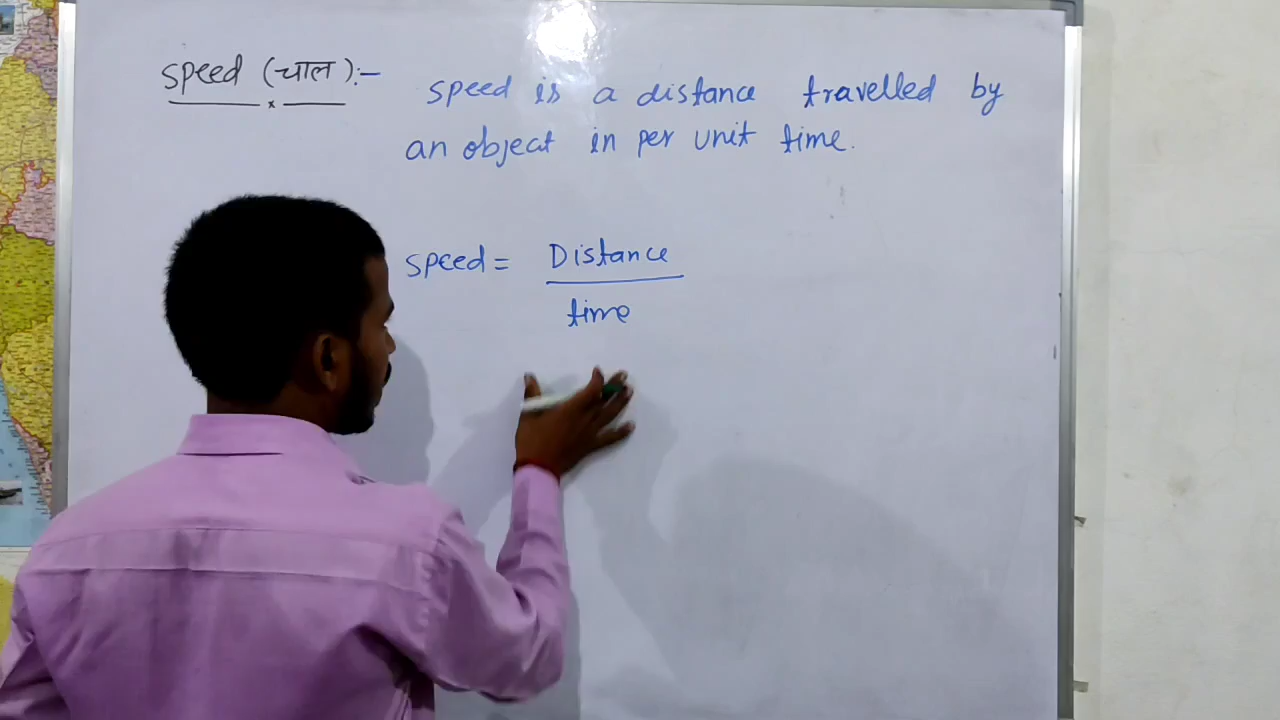 speed (चाल):-
speed is a distance travelled by
an object in per unit time.
speed = Distance
time